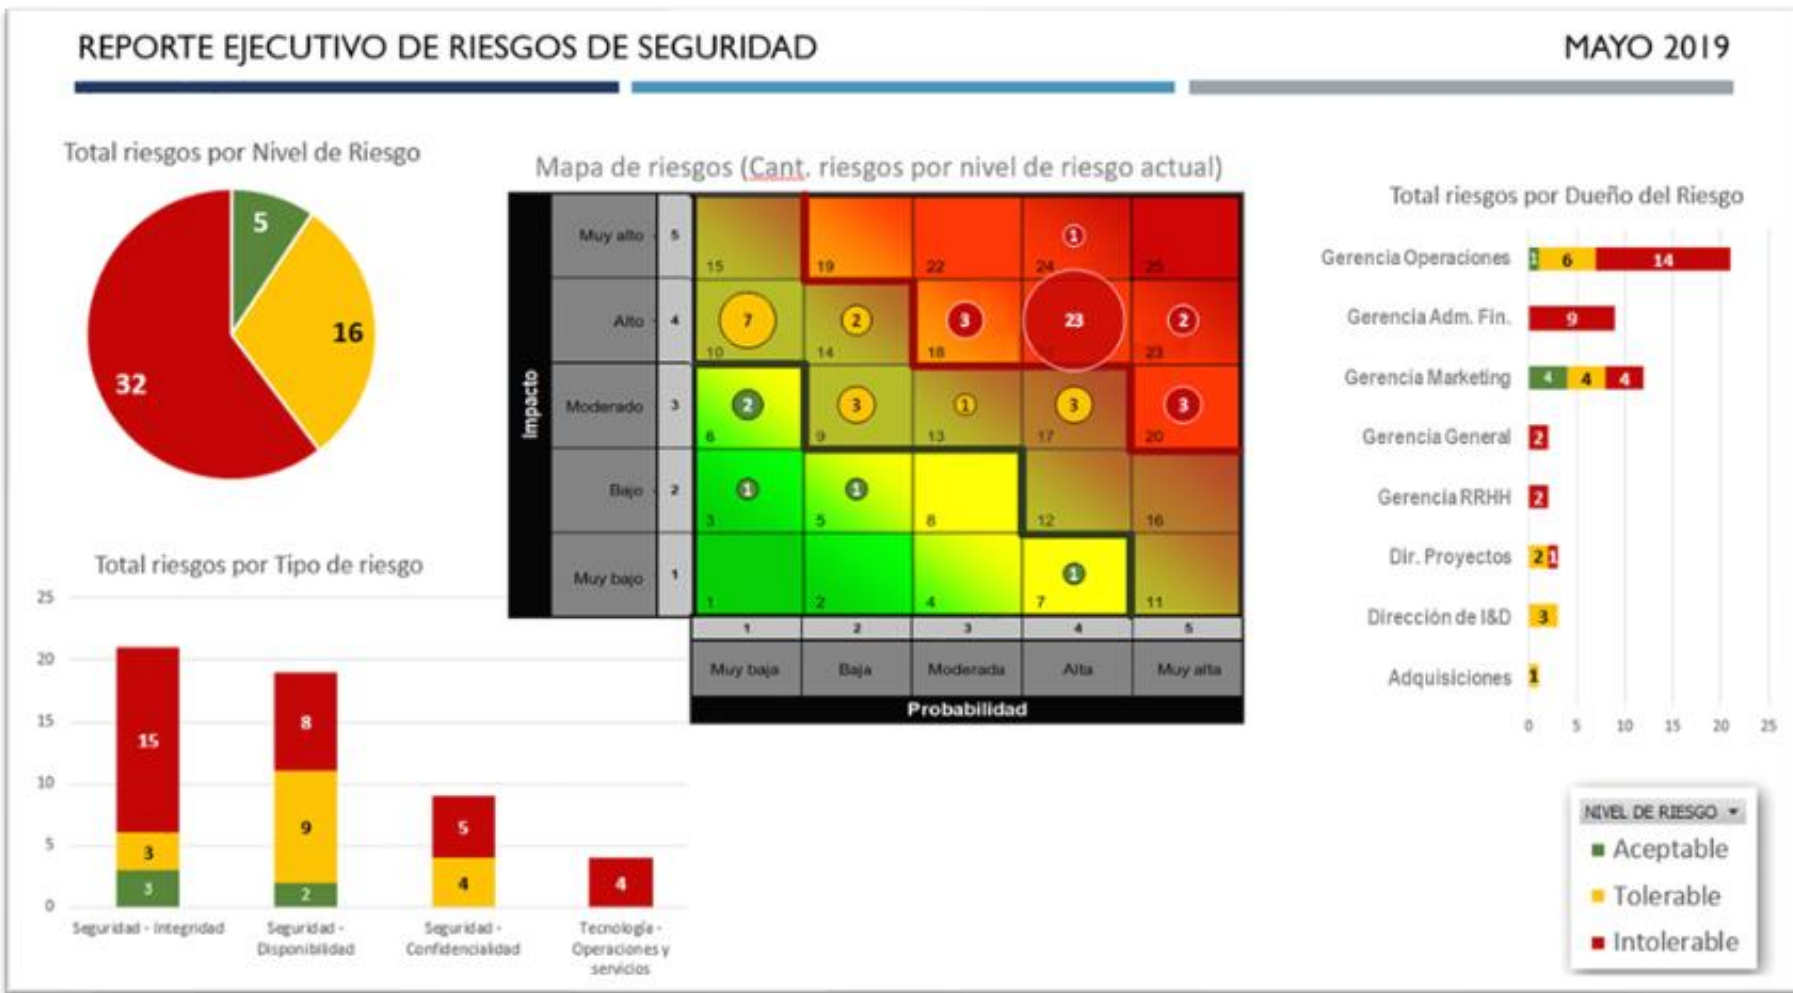 REPORTE EJECUTIVO DE RIESGOS DE SEGURIDAD
MAYO 2019
Total riesgos por Nivel de Riesgo
5
16
32
Total riesgos por Tipo de riesgo
25
20
15
10
5
0
15
3
3
8
9
2
5
4
4
Seguridad - Integridad
Seguridad -
Disponibilidad
Seguridad -
Confidencialidad
Tecnología -
Operaciones y
servicios
Mapa de riesgos (Cant. riesgos por nivel de riesgo actual)
Impacto
Muy alto 5
15 19 22 24 25
1
Alto 4
7 2 3 23 2
10 14 18 23
Moderado 3
2 3 1 3 3
6 9 13 17 20
Bajo 2
1 1
3 5 8 12 16
Muy bajo 1
1
1 2 4 7 11
1 2 3 4 5
Muy baja Baja Moderada Alta Muy alta
Probabilidad
Total riesgos por Dueño del Riesgo
Gerencia Operaciones 1 6 14
Gerencia Adm. Fin. 9
Gerencia Marketing 4 4 4
Gerencia General 2
Gerencia RRHH 2
Dir. Proyectos 2 1
Dirección de I&D 3
Adquisiciones 1
0 5 10 15 20 25
NIVEL DE RIESGO
Aceptable
Tolerable
Intolerable